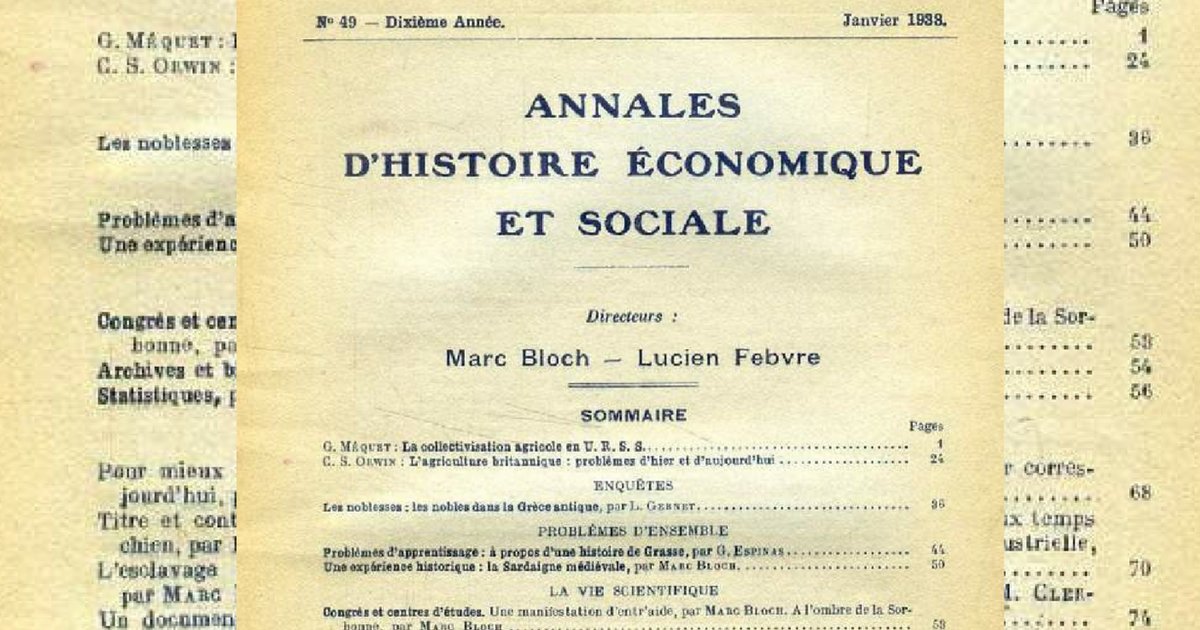 Nº 49 — Dixième Année.
Janvier 1938.
ANNALES
D'HISTOIRE ÉCONOMIQUE
ET SOCIALE
Directeurs :
Marc Bloch — Lucien Febvre
SOMMAIRE
Pages
G. MÉQUET : La collectivisation agricole en U. R. S. S. 1
C. S. ORWIN : L'agriculture britannique : problèmes d'hier et d'aujourd'hui 24
ENQUÊTES
Les noblesses : les nobles dans la Grèce antique, par L. GERNET 36
PROBLÈMES D'ENSEMBLE
Problèmes d'apprentissage : à propos d'une histoire de Grasse, par G. ESPINAS 44
Une expérience historique : la Sardaigne médiévale, par MARC BLOCH. 50
LA VIE SCIENTIFIQUE
Congrès et centres d'études. Une manifestation d'entr'aide, par MARC BLOCH. A l'ombre de la Sor-
bonne, par MARC BLOCH 53
G. MÉQUET :
C. S. ORWIN :
Les noblesses
Problèmes d'a
Une expérienc
Congrès et cen
bonne, pa
Archives et b
Statistiques, p
Pour mieux
jourd'hui,
Titre et cont
chien, par
L'esclavage
par MARC
Un documen
Pages
1
24
36
44
50
de la Sor-
53
54
56
r corres-
68
ux temps
ustrielle,
70
M. CLER-
74